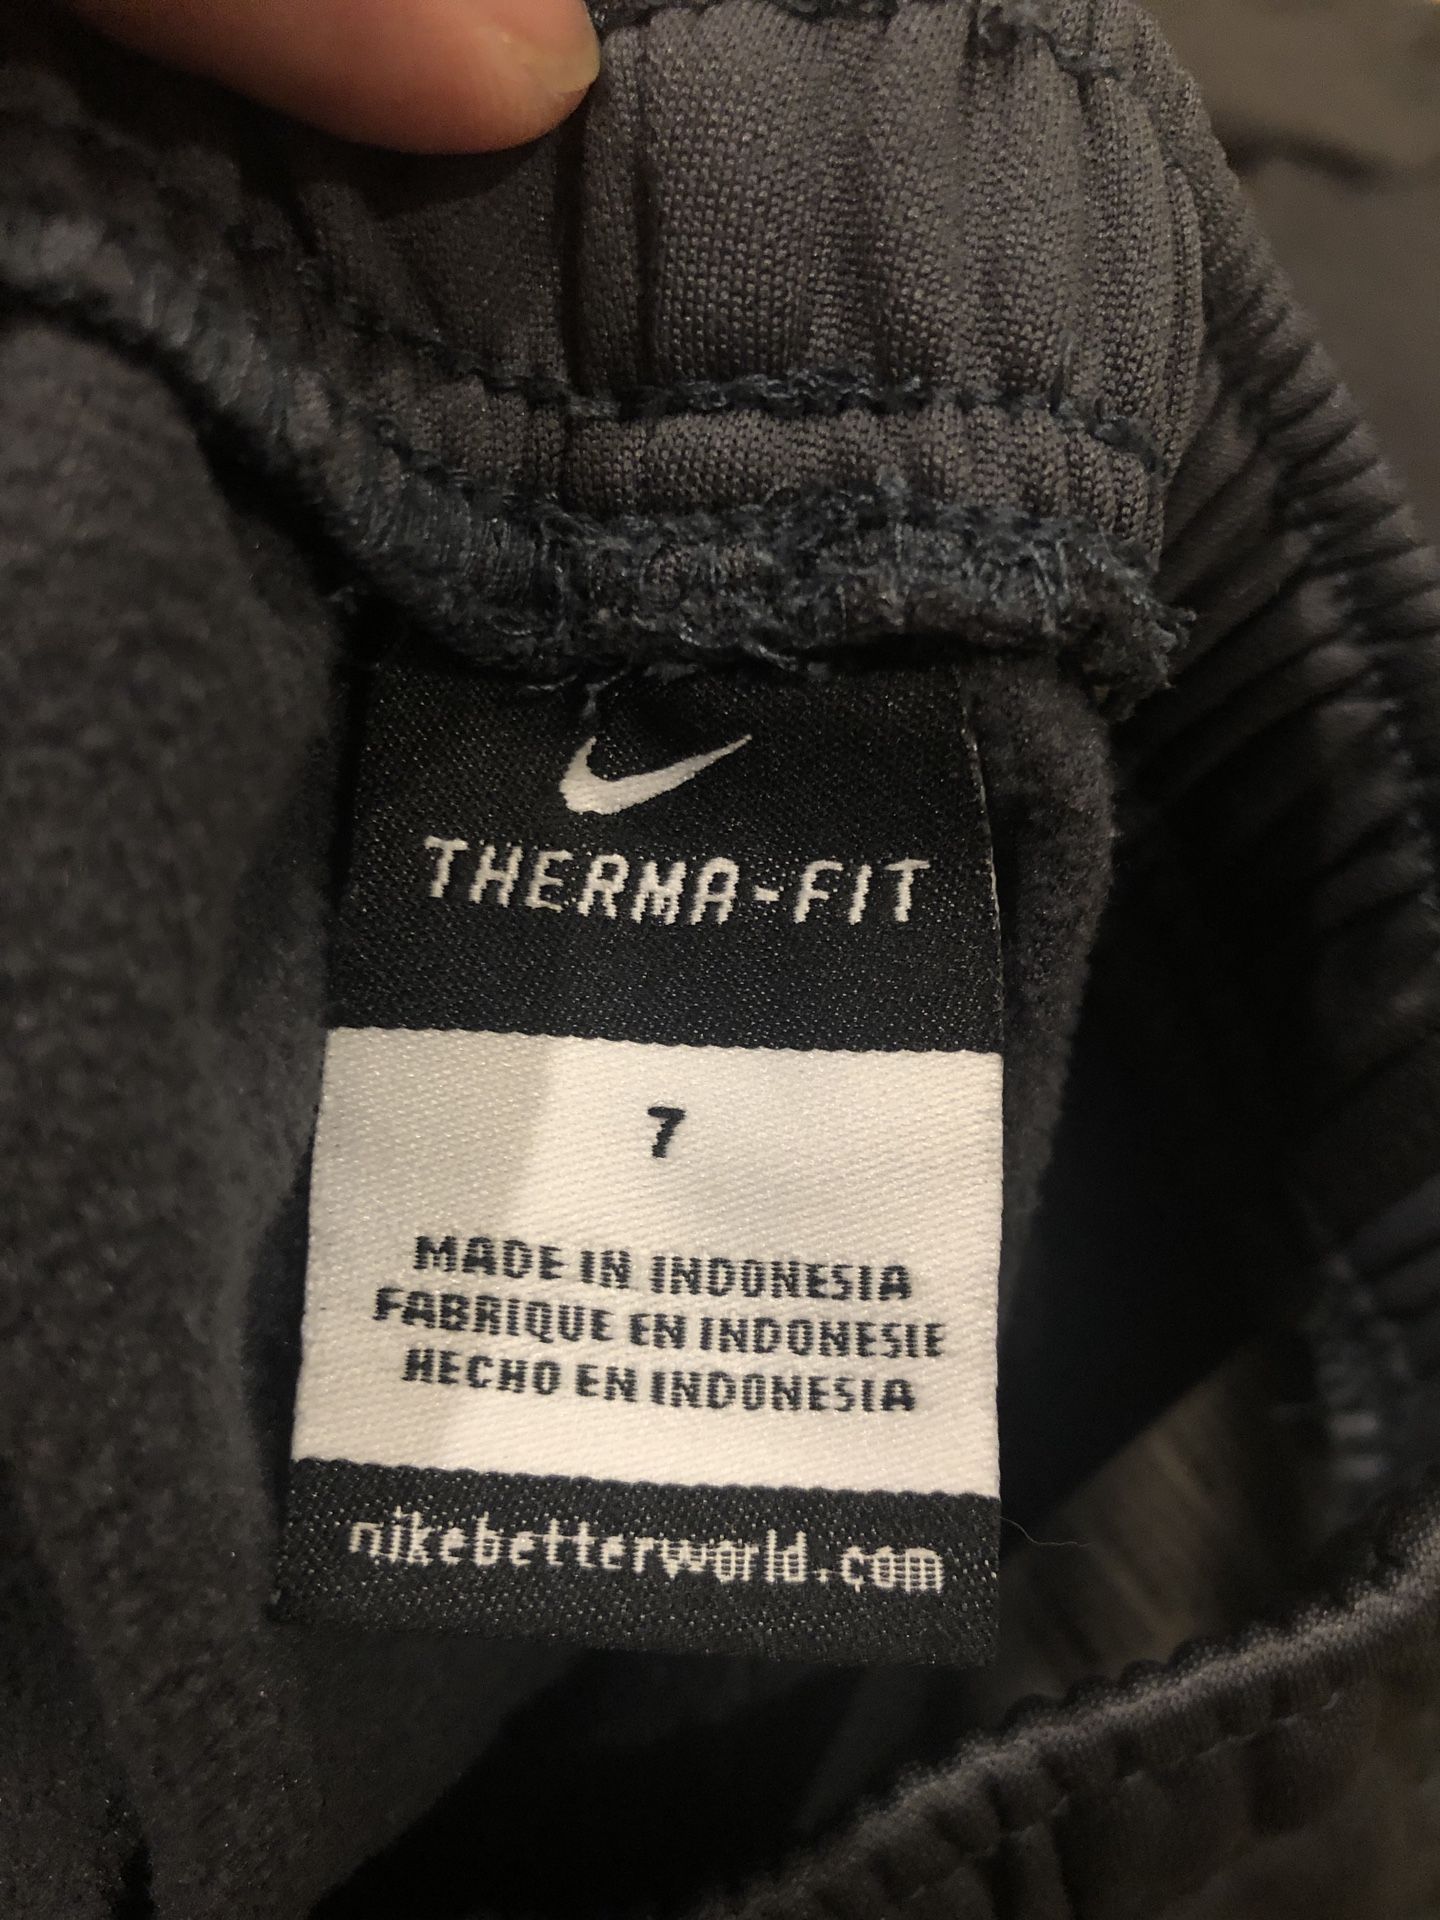 THERMA-FIT
7
MADE IN INDONESIA
FABRIQUE EN INDONESIE
HECHO EN INDONESIA
nikebetterworld.com